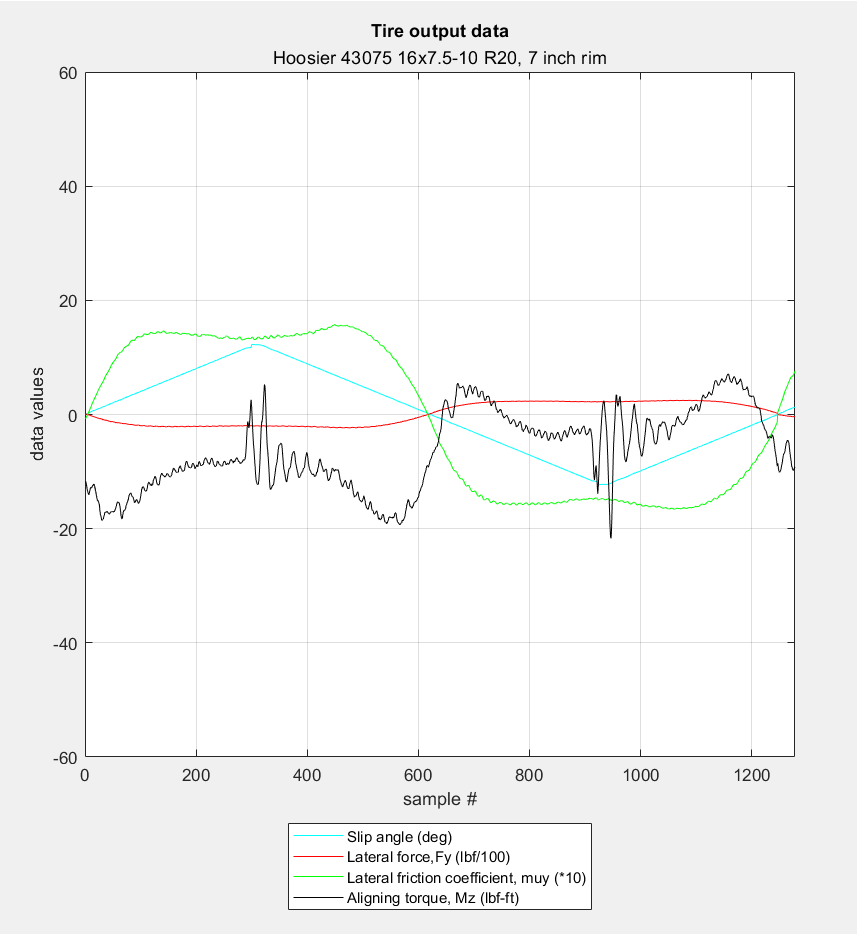 Tire output data
Hoosier 43075 16x7.5-10 R20, 7 inch rim
60
40
20
0
-20
-40
-60
data values
0 200 400 600 800 1000 1200
sample #
Slip angle (deg)
Lateral force,Fy (lbf/100)
Lateral friction coefficient, muy (*10)
Aligning torque, Mz (lbf-ft)